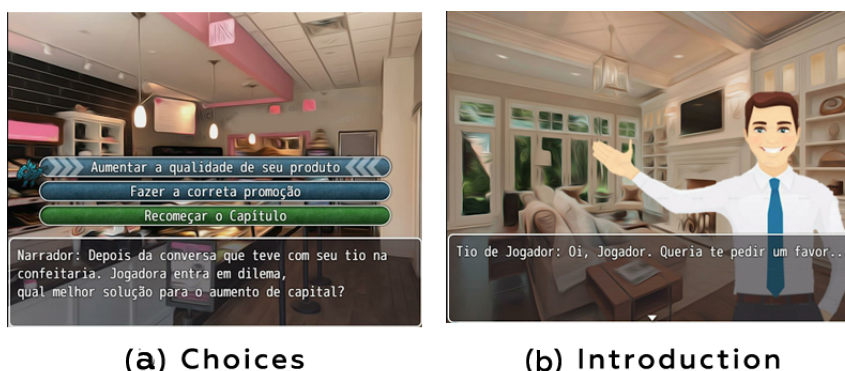 Aumentar a qualidade de seu produto
Fazer a correta promoção
Recomeçar o Capítulo
Narrador: Depois da conversa que teve com seu tio na
confeitaria. Jogadora entra em dilema,
qual melhor solução para o aumento de capital?
(a) Choices
Tio de Jogador: Oi, Jogador. Queria te pedir um favor..
(b) Introduction